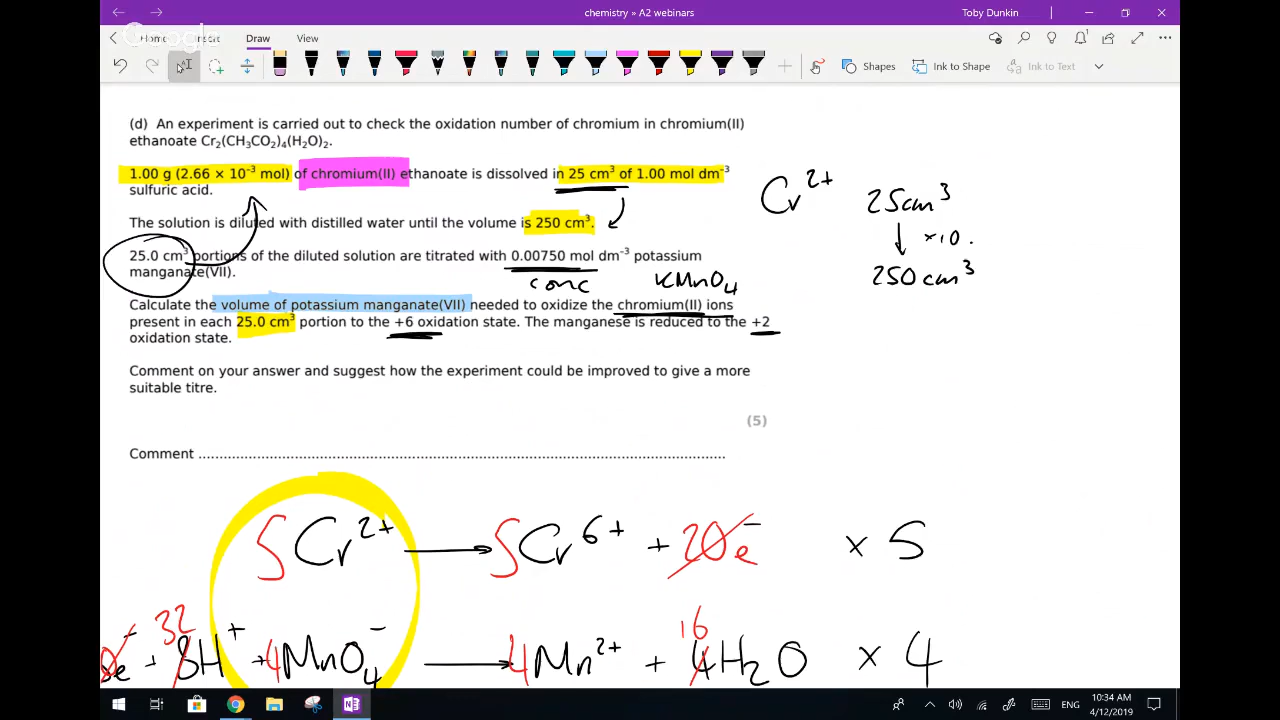 chemistry » A2 webinars
Toby Dunkin
Google
Home Insert Draw View
Shapes Ink to Shape Ink to Text
(d) An experiment is carried out to check the oxidation number of chromium in chromium(II)
ethanoate Cr₂(CH₃CO₂)₄(H₂O)₂.
1.00 g (2.66 × 10⁻³ mol) of chromium(II) ethanoate is dissolved in 25 cm³ of 1.00 mol dm⁻³
sulfuric acid.
The solution is diluted with distilled water until the volume is 250 cm³.
25.0 cm³ portions of the diluted solution are titrated with 0.00750 mol dm⁻³ potassium
manganate(VII).
conc KMnO₄
Calculate the volume of potassium manganate(VII) needed to oxidize the chromium(II) ions
present in each 25.0 cm³ portion to the +6 oxidation state. The manganese is reduced to the +2
oxidation state.
Comment on your answer and suggest how the experiment could be improved to give a more
suitable titre.
(5)
Comment ....................................................................................................
Cr²⁺ 25cm³
×10.
250cm³
5Cr²⁺ → 5Cr⁶⁺ + 20e⁻ × 5
32 16
e⁻ + 8H⁺ + 4MnO₄⁻ → 4Mn²⁺ + 4H₂O × 4
ENG
10:34 AM
4/12/2019